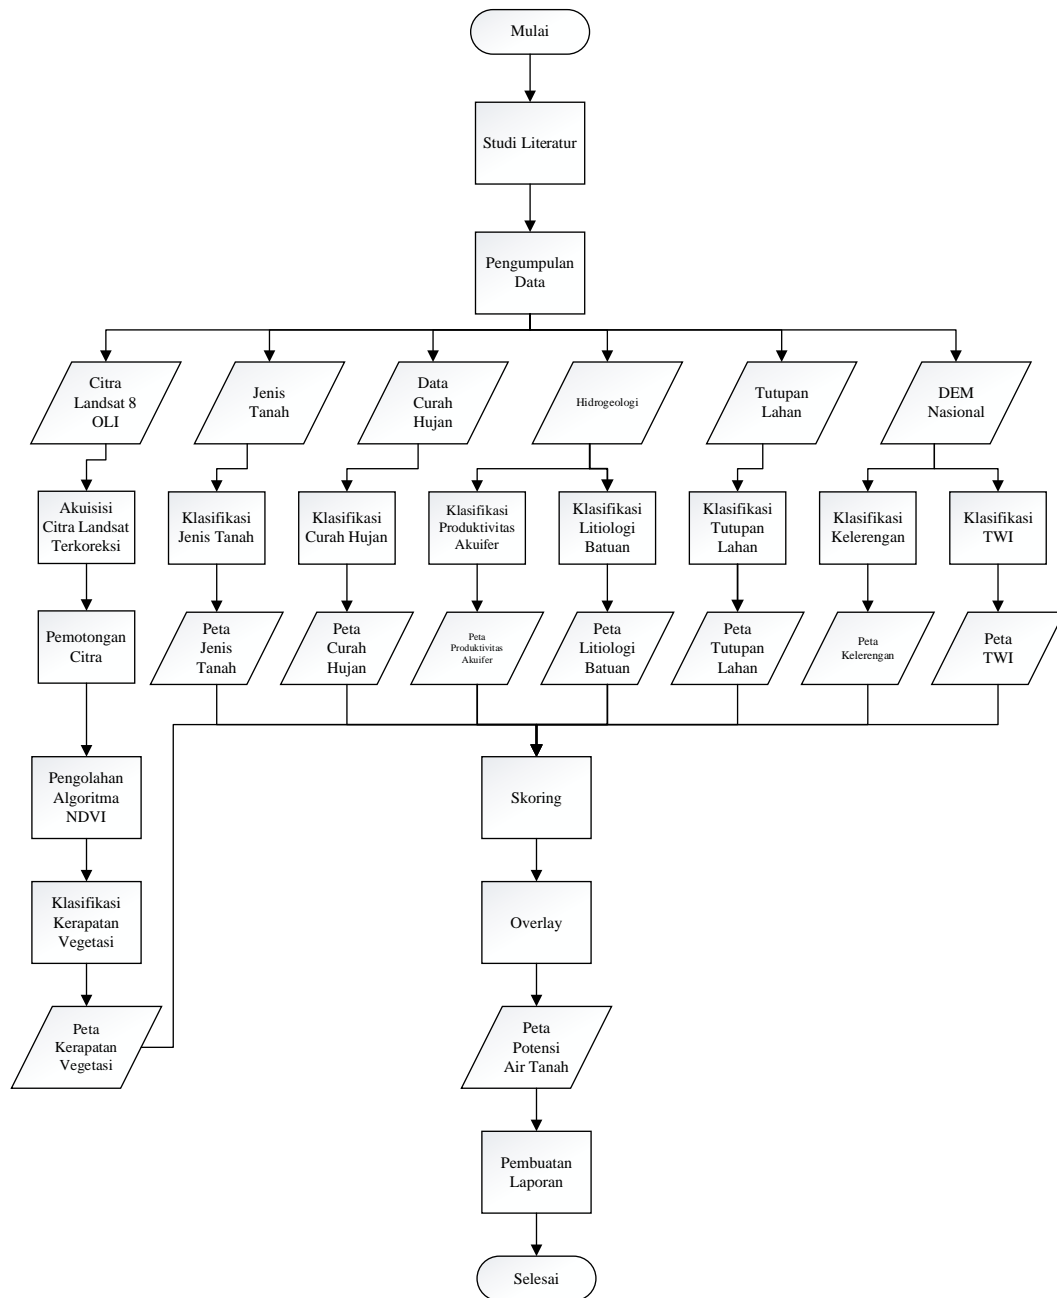 Mulai
Studi Literatur
Pengumpulan
Data
Citra
Landsat 8
OLI
Jenis
Tanah
Data
Curah
Hujan
Hidrogeologi
Tutupan
Lahan
DEM
Nasional
Akuisisi
Citra Landsat
Terkoreksi
Klasifikasi
Jenis Tanah
Klasifikasi
Curah Hujan
Klasifikasi
Produktivitas
Akuifer
Klasifikasi
Litiologi
Batuan
Klasifikasi
Tutupan
Lahan
Klasifikasi
Kelerengan
Klasifikasi
TWI
Pemotongan
Citra
Peta
Jenis
Tanah
Peta
Curah
Hujan
Peta
Produktivitas
Akuifer
Peta
Litiologi
Batuan
Peta
Tutupan
Lahan
Peta
Kelerengan
Peta
TWI
Pengolahan
Algoritma
NDVI
Skoring
Klasifikasi
Kerapatan
Vegetasi
Overlay
Peta
Kerapatan
Vegetasi
Peta
Potensi
Air Tanah
Pembuatan
Laporan
Selesai